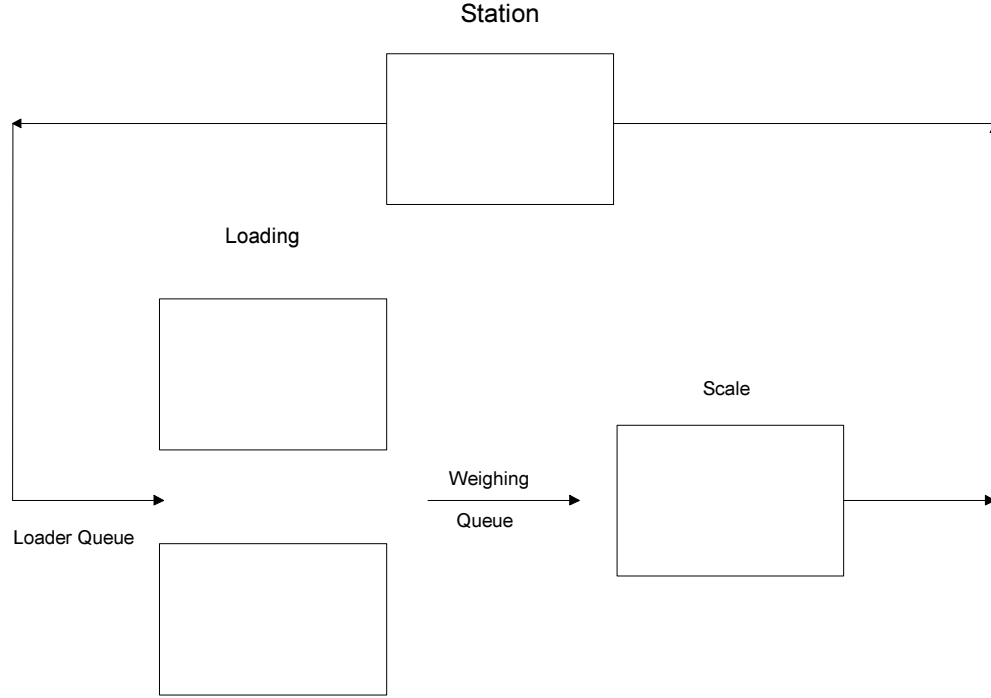 Station
Loading
Scale
Weighing
Queue
Loader Queue